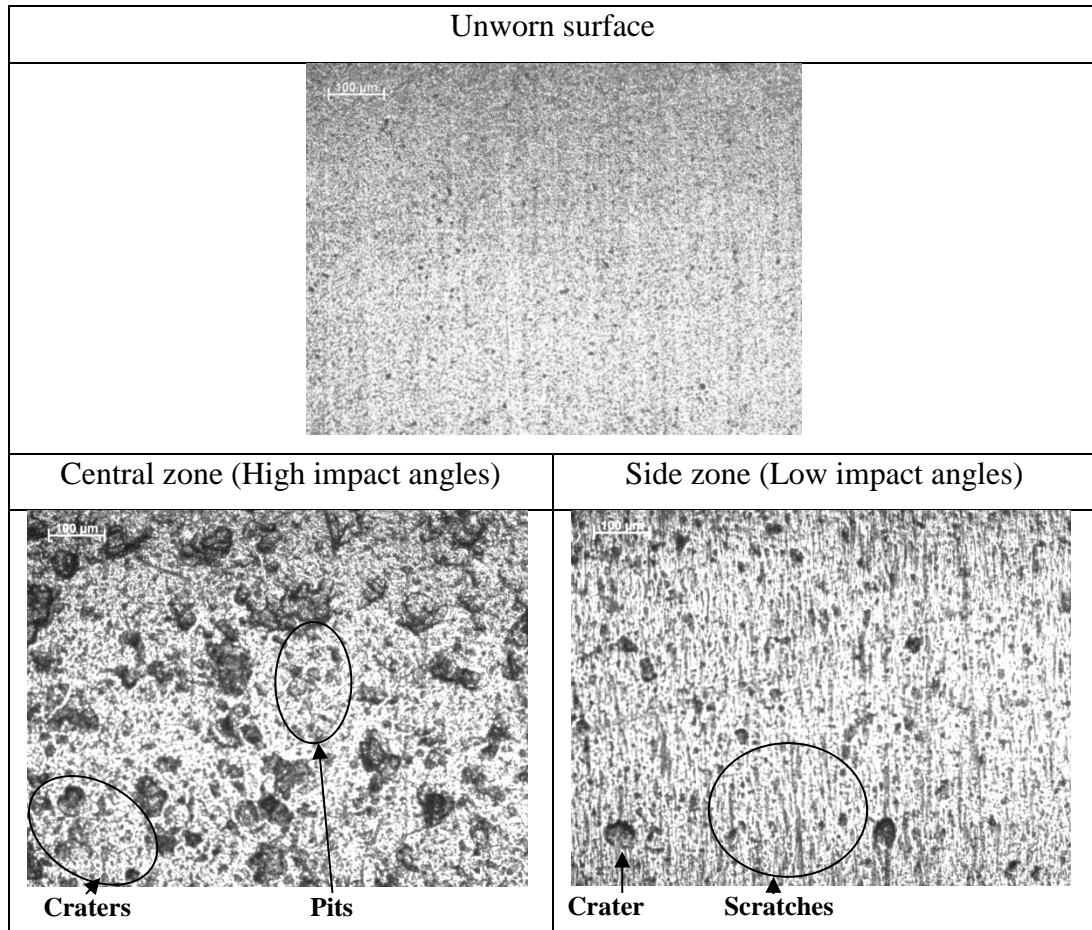 Unworn surface
100 µm
Central zone (High impact angles)
Side zone (Low impact angles)
100 µm
100 µm
Craters
Pits
Crater
Scratches